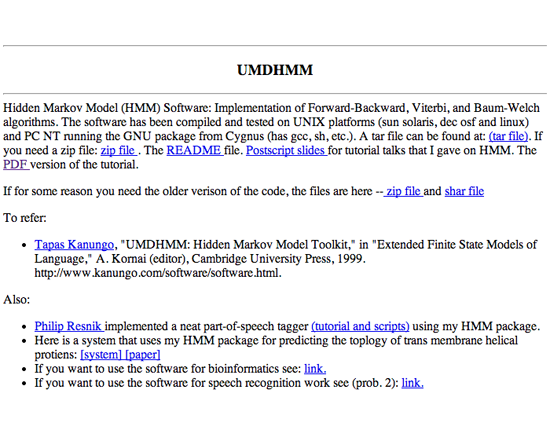 UMDHMM
Hidden Markov Model (HMM) Software: Implementation of Forward-Backward, Viterbi, and Baum-Welch
algorithms. The software has been compiled and tested on UNIX platforms (sun solaris, dec osf and linux)
and PC NT running the GNU package from Cygnus (has gcc, sh, etc.). A tar file can be found at: (tar file). If
you need a zip file: zip file . The README file. Postscript slides for tutorial talks that I gave on HMM. The
PDF version of the tutorial.
If for some reason you need the older verison of the code, the files are here -- zip file and shar file
To refer:
• Tapas Kanungo, "UMDHMM: Hidden Markov Model Toolkit," in "Extended Finite State Models of
Language," A. Kornai (editor), Cambridge University Press, 1999.
http://www.kanungo.com/software/software.html.
Also:
• Philip Resnik implemented a neat part-of-speech tagger (tutorial and scripts) using my HMM package.
• Here is a system that uses my HMM package for predicting the toplogy of trans membrane helical
protiens: [system] [paper]
• If you want to use the software for bioinformatics see: link.
• If you want to use the software for speech recognition work see (prob. 2): link.